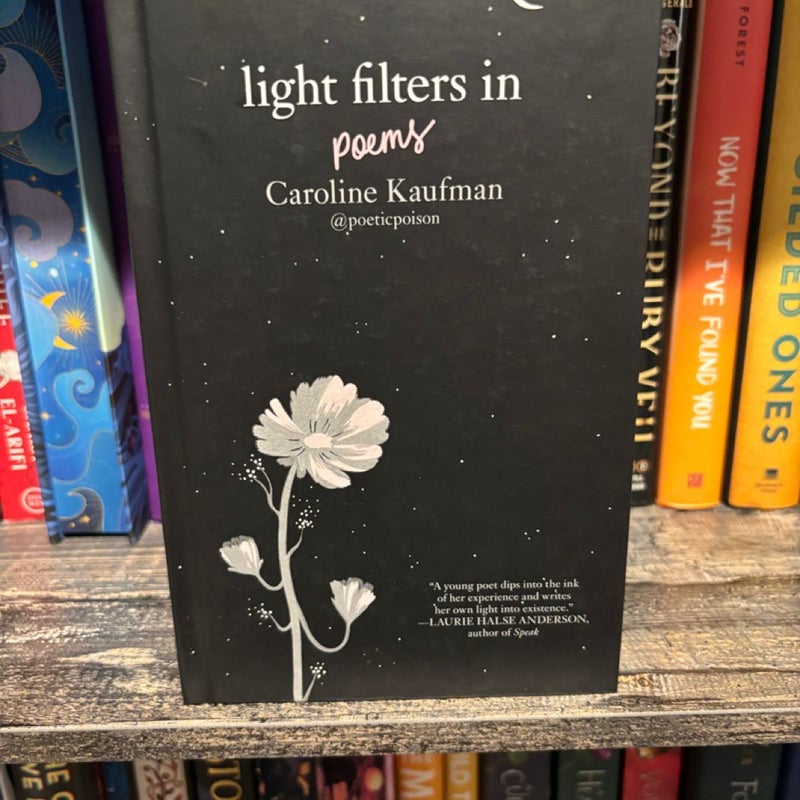 light filters in
poems
Caroline Kaufman
@poeticpoison
“A young poet dips into the ink
of her experience and writes
her own light into existence.”
—LAURIE HALSE ANDERSON,
author of Speak
EL-ARIFI
BEYOND RUBY VEIL
FOREST
NOW THAT I'VE FOUND YOU
GILDED ONES